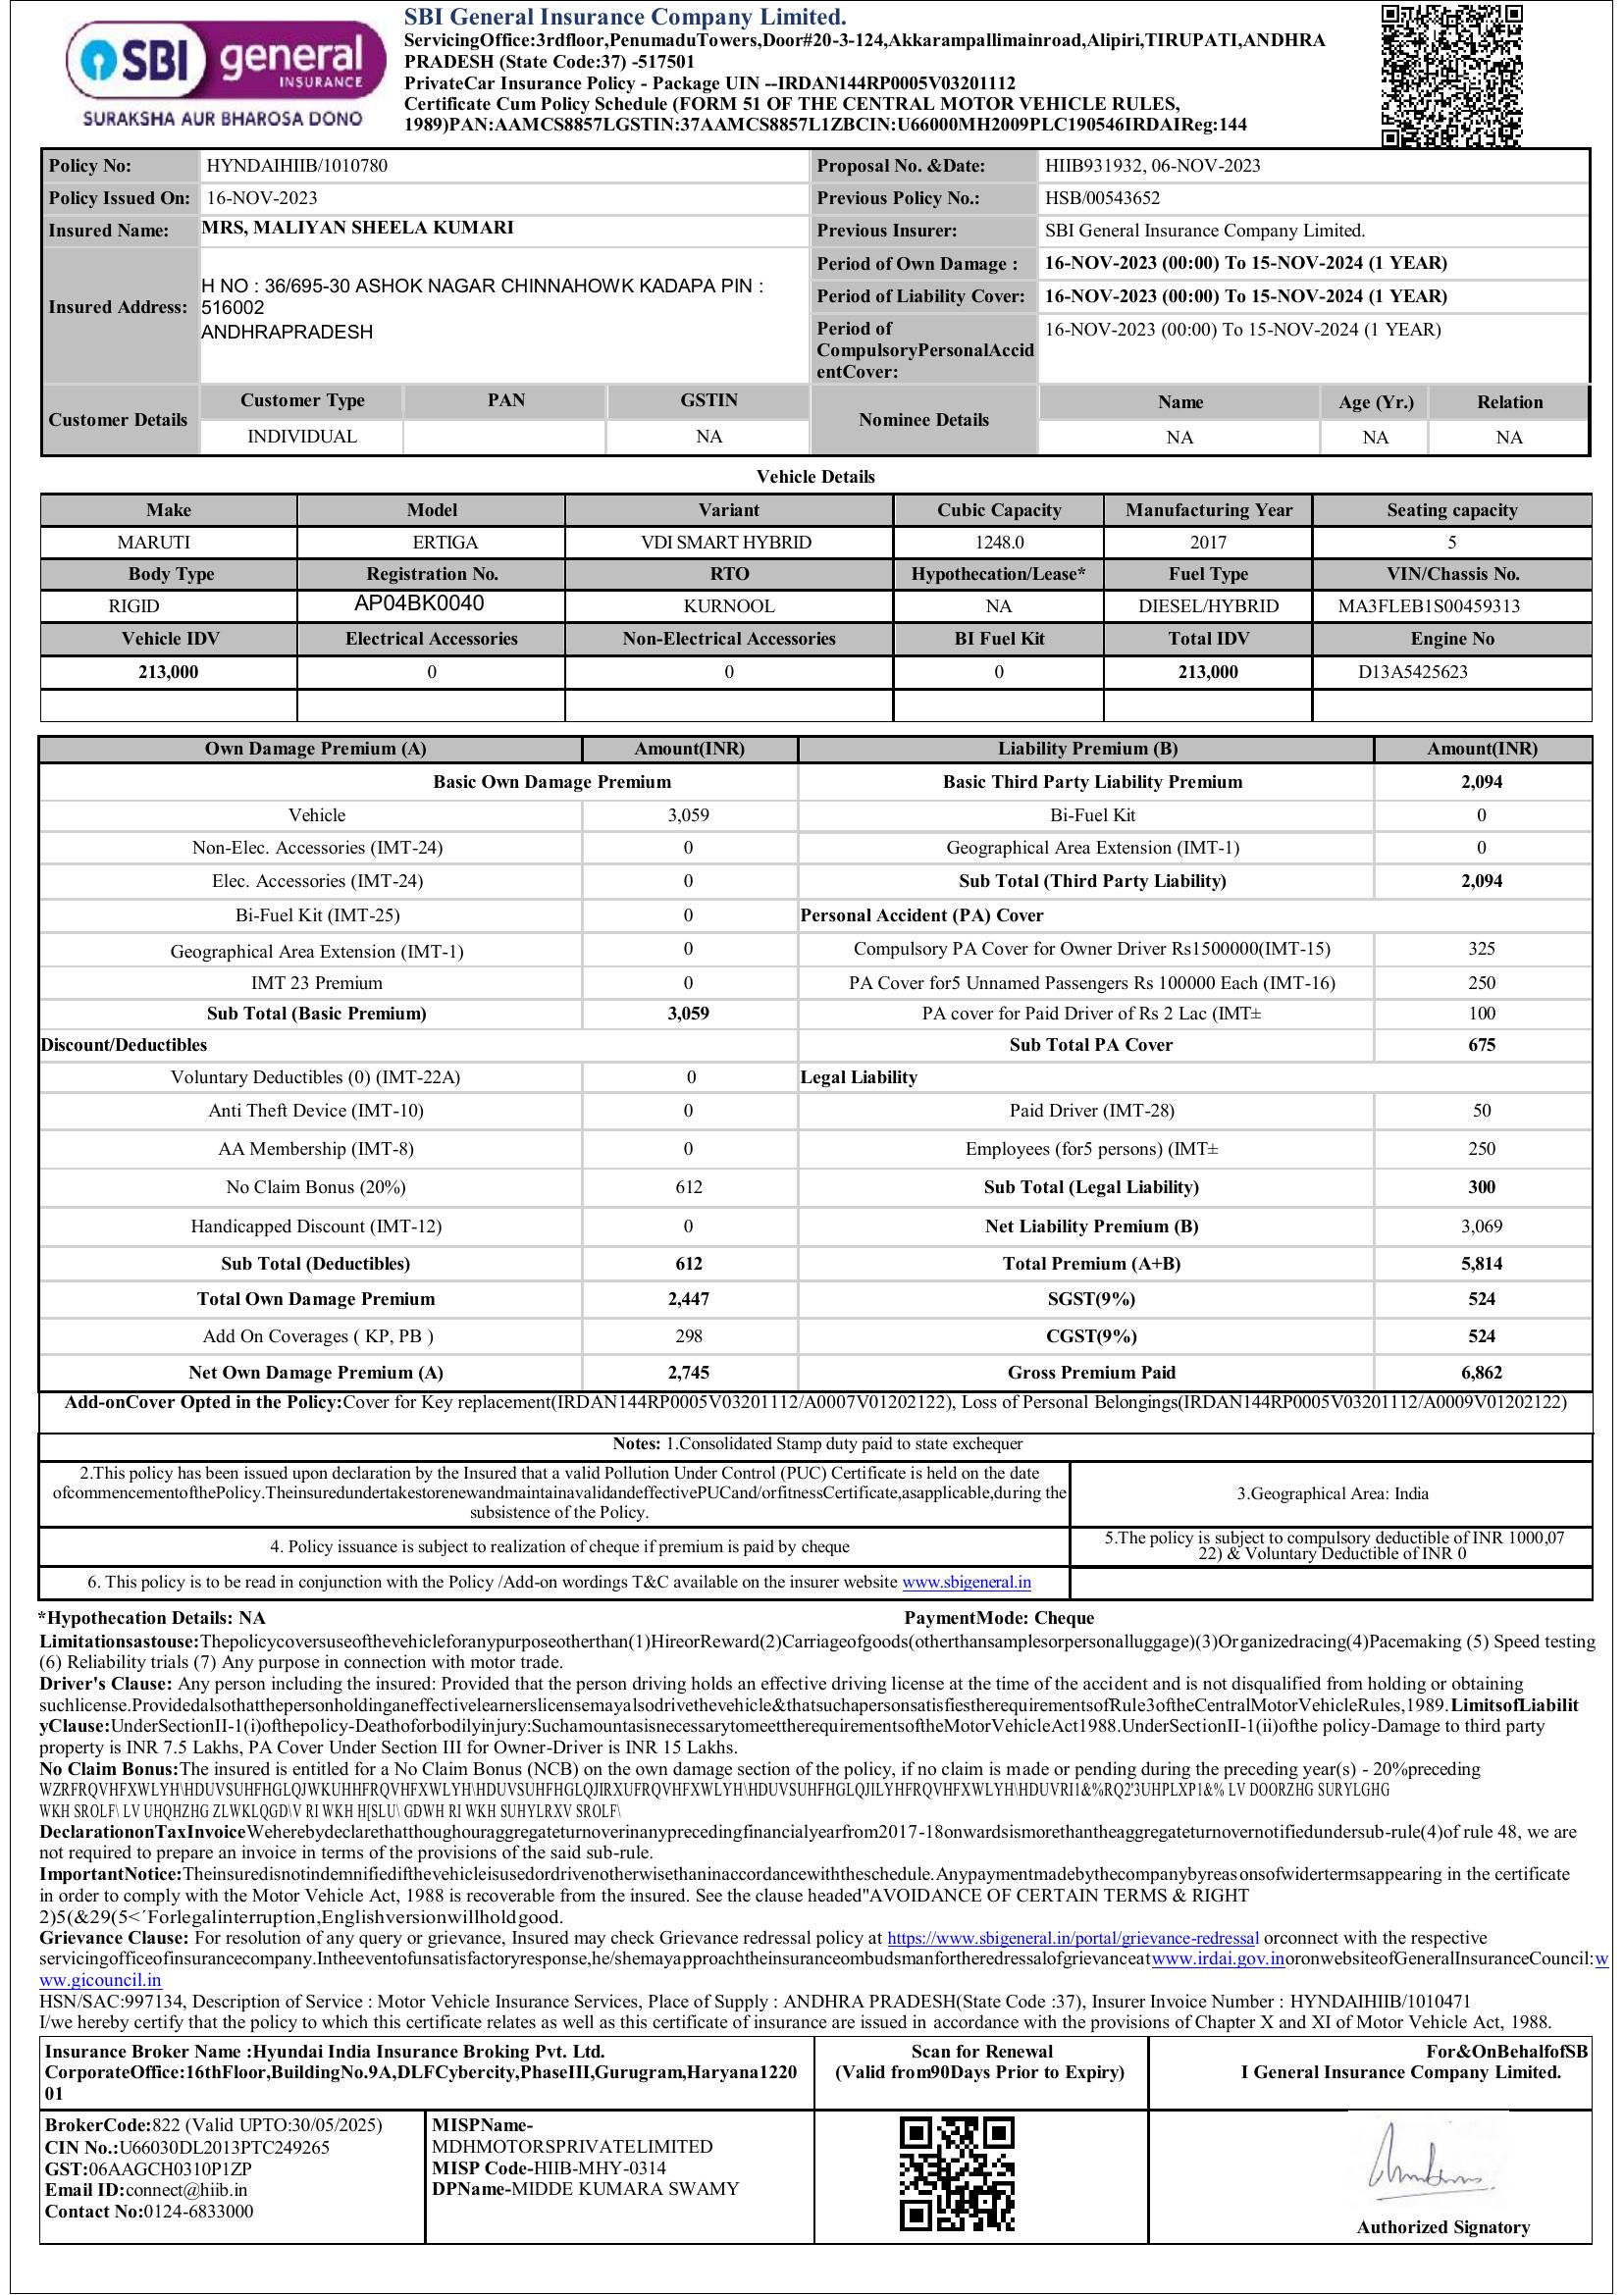 SBI general
INSURANCE
SURAKSHA AUR BHAROSA DONO
SBI General Insurance Company Limited.
ServicingOffice:3rdfloor,PenumaduTowers,Door#20-3-124,Akkarampallimainroad,Alipiri,TIRUPATI,ANDHRA
PRADESH (State Code:37) -517501
PrivateCar Insurance Policy - Package UIN --IRDAN144RP0005V03201112
Certificate Cum Policy Schedule (FORM 51 OF THE CENTRAL MOTOR VEHICLE RULES,
1989)PAN:AAMCS8857LGSTIN:37AAMCS8857L1ZBCIN:U66000MH2009PLC190546IRDAIReg:144
Policy No: HYNDAIHIIB/1010780 Proposal No. &Date: HIIB931932, 06-NOV-2023
Policy Issued On: 16-NOV-2023 Previous Policy No.: HSB/00543652
Insured Name: MRS, MALIYAN SHEELA KUMARI Previous Insurer: SBI General Insurance Company Limited.
Insured Address: H NO : 36/695-30 ASHOK NAGAR CHINNAHOWK KADAPA PIN :
516002
ANDHRAPRADESH
Period of Own Damage : 16-NOV-2023 (00:00) To 15-NOV-2024 (1 YEAR)
Period of Liability Cover: 16-NOV-2023 (00:00) To 15-NOV-2024 (1 YEAR)
Period of 16-NOV-2023 (00:00) To 15-NOV-2024 (1 YEAR)
CompulsoryPersonalAccid
entCover:
Customer Details Customer Type PAN GSTIN Nominee Details Name Age (Yr.) Relation
INDIVIDUAL NA NA NA NA
Vehicle Details
Make Model Variant Cubic Capacity Manufacturing Year Seating capacity
MARUTI ERTIGA VDI SMART HYBRID 1248.0 2017 5
Body Type Registration No. RTO Hypothecation/Lease* Fuel Type VIN/Chassis No.
RIGID AP04BK0040 KURNOOL NA DIESEL/HYBRID MA3FLEB1S00459313
Vehicle IDV Electrical Accessories Non-Electrical Accessories BI Fuel Kit Total IDV Engine No
213,000 0 0 0 213,000 D13A5425623
Own Damage Premium (A) Amount(INR) Liability Premium (B) Amount(INR)
Basic Own Damage Premium Basic Third Party Liability Premium 2,094
Vehicle 3,059 Bi-Fuel Kit 0
Non-Elec. Accessories (IMT-24) 0 Geographical Area Extension (IMT-1) 0
Elec. Accessories (IMT-24) 0 Sub Total (Third Party Liability) 2,094
Bi-Fuel Kit (IMT-25) 0 Personal Accident (PA) Cover
Geographical Area Extension (IMT-1) 0 Compulsory PA Cover for Owner Driver Rs1500000(IMT-15) 325
IMT 23 Premium 0 PA Cover for5 Unnamed Passengers Rs 100000 Each (IMT-16) 250
Sub Total (Basic Premium) 3,059 PA cover for Paid Driver of Rs 2 Lac (IMT± 100
Discount/Deductibles Sub Total PA Cover 675
Voluntary Deductibles (0) (IMT-22A) 0 Legal Liability
Anti Theft Device (IMT-10) 0 Paid Driver (IMT-28) 50
AA Membership (IMT-8) 0 Employees (for5 persons) (IMT± 250
No Claim Bonus (20%) 612 Sub Total (Legal Liability) 300
Handicapped Discount (IMT-12) 0 Net Liability Premium (B) 3,069
Sub Total (Deductibles) 612 Total Premium (A+B) 5,814
Total Own Damage Premium 2,447 SGST(9%) 524
Add On Coverages ( KP, PB ) 298 CGST(9%) 524
Net Own Damage Premium (A) 2,745 Gross Premium Paid 6,862
Add-onCover Opted in the Policy:Cover for Key replacement(IRDAN144RP0005V03201112/A0007V01202122), Loss of Personal Belongings(IRDAN144RP0005V03201112/A0009V01202122)
Notes: 1.Consolidated Stamp duty paid to state exchequer
2.This policy has been issued upon declaration by the Insured that a valid Pollution Under Control (PUC) Certificate is held on the date
ofcommencementofthePolicy.TheinsuredundertakestorenewandmaintainavalidandeffectivePUCand/orfitnessCertificate,asapplicable,during the
subsistence of the Policy.
3.Geographical Area: India
4. Policy issuance is subject to realization of cheque if premium is paid by cheque
5.The policy is subject to compulsory deductible of INR 1000,07
22) & Voluntary Deductible of INR 0
6. This policy is to be read in conjunction with the Policy /Add-on wordings T&C available on the insurer website www.sbigeneral.in
*Hypothecation Details: NA PaymentMode: Cheque
Limitationsastouse:Thepolicycoversuseofthevehicleforanypurposeotherthan(1)HireorReward(2)Carriageofgoods(otherthansamplesorpersonalluggage)(3)Organizedracing(4)Pacemaking (5) Speed testing
(6) Reliability trials (7) Any purpose in connection with motor trade.
Driver's Clause: Any person including the insured: Provided that the person driving holds an effective driving license at the time of the accident and is not disqualified from holding or obtaining
suchlicense.Providedalsothatthepersonholdinganeffectivelearnerslicensemayalsodrivethevehicle&thatsuchapersonsatisfiestherequirementsofRule3oftheCentralMotorVehicleRules,1989.LimitsofLiabilit
yClause:UnderSectionII-1(i)ofthepolicy-Deathoforbodilyinjury:SuchamountasisnecessarytomeettherequirementsoftheMotorVehicleAct1988.UnderSectionII-1(ii)ofthe policy-Damage to third party
property is INR 7.5 Lakhs, PA Cover Under Section III for Owner-Driver is INR 15 Lakhs.
No Claim Bonus:The insured is entitled for a No Claim Bonus (NCB) on the own damage section of the policy, if no claim is made or pending during the preceding year(s) - 20%preceding
WKH SROLF\ LV UHQHZHG ZLWKLQGD\V RI WKH H[SLU\ GDWH RI WKH SUHYLRXV SROLF\
DeclarationonTaxInvoiceWeherebydeclarethatthoughouraggregateturnoverinanyprecedingfinancialyearfrom2017-18onwardsismorethantheaggregateturnovernotifiedundersub-rule(4)of rule 48, we are
not required to prepare an invoice in terms of the provisions of the said sub-rule.
ImportantNotice:Theinsuredisnotindemnifiedifthevehicleisusedordrivenotherwisethaninaccordancewiththeschedule.Anypaymentmadebythecompanybyreasonsofwidertermsappearing in the certificate
in order to comply with the Motor Vehicle Act, 1988 is recoverable from the insured. See the clause headed"AVOIDANCE OF CERTAIN TERMS & RIGHT
2)5(&29(5<´Forlegalinterruption,Englishversionwillholdgood.
Grievance Clause: For resolution of any query or grievance, Insured may check Grievance redressal policy at https://www.sbigeneral.in/portal/grievance-redressal orconnect with the respective
servicingofficeofinsurancecompany.Intheeventofunsatisfactoryresponse,he/shemayapproachtheinsuranceombudsmanfortheredressalofgrievanceatwww.irdai.gov.inoronwebsiteofGeneralInsuranceCouncil:w
ww.gicouncil.in
HSN/SAC:997134, Description of Service : Motor Vehicle Insurance Services, Place of Supply : ANDHRA PRADESH(State Code :37), Insurer Invoice Number : HYNDAIHIIB/1010471
I/we hereby certify that the policy to which this certificate relates as well as this certificate of insurance are issued in accordance with the provisions of Chapter X and XI of Motor Vehicle Act, 1988.
Insurance Broker Name :Hyundai India Insurance Broking Pvt. Ltd.
CorporateOffice:16thFloor,BuildingNo.9A,DLFCybercity,PhaseIII,Gurugram,Haryana1220
01
Scan for Renewal
(Valid from90Days Prior to Expiry)
For&OnBehalfofSB
I General Insurance Company Limited.
BrokerCode:822 (Valid UPTO:30/05/2025)
CIN No.:U66030DL2013PTC249265
GST:06AAGCH0310P1ZP
Email ID:connect@hiib.in
Contact No:0124-6833000
MISPName-
MDHMOTORSPRIVATELIMITED
MISP Code-HIIB-MHY-0314
DPName-MIDDE KUMARA SWAMY
Authorized Signatory